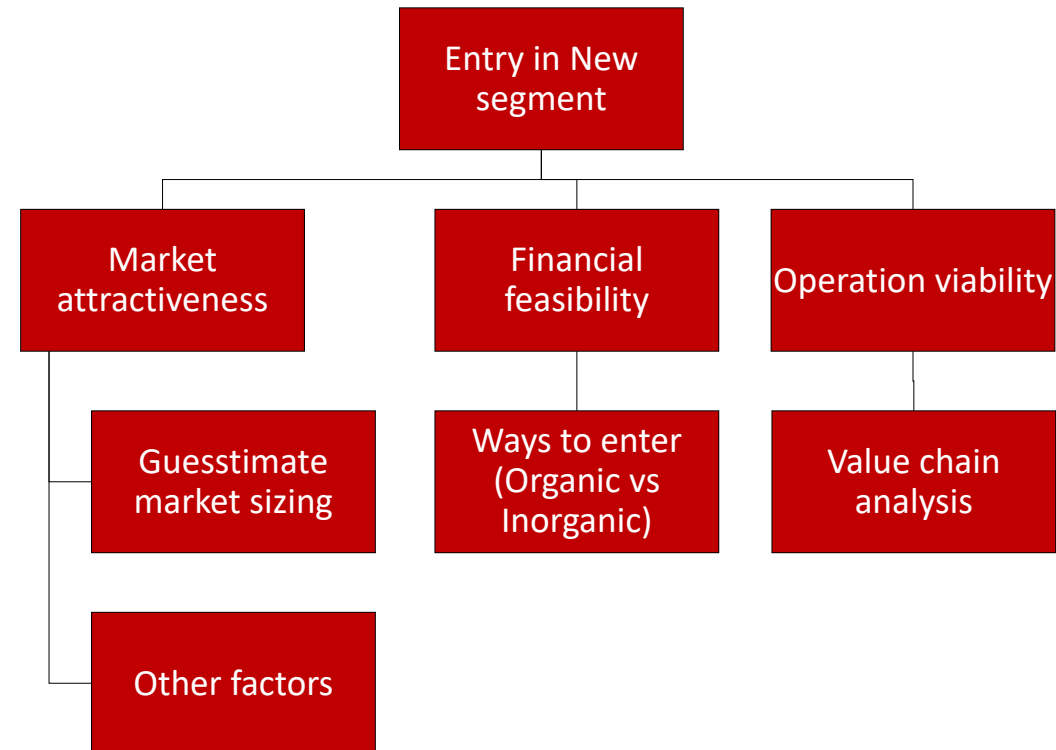 Entry in New
segment
Market
attractiveness
Financial
feasibility
Operation viability
Guesstimate
market sizing
Ways to enter
(Organic vs
Inorganic)
Value chain
analysis
Other factors